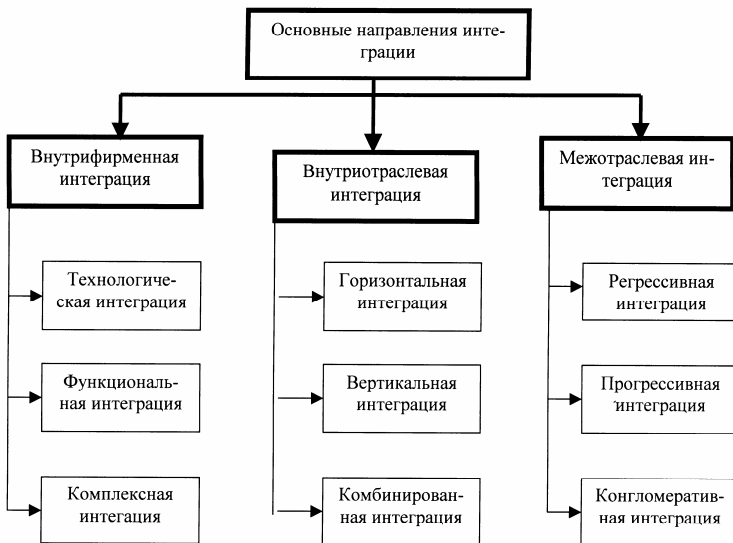 Основные направления инте-
грации
Внутрифирменная
интеграция
Внутриотраслевая
интеграция
Межотраслевая ин-
теграция
Технологиче-
ская интеграция
Горизонтальная
интеграция
Регрессивная
интеграция
Функциональ-
ная интеграция
Вертикальная
интеграция
Прогрессивная
интеграция
Комплексная
интегация
Комбинирован-
ная интеграция
Конгломератив-
ная интеграция